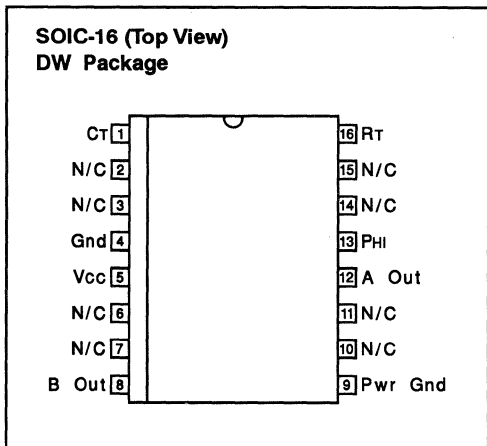 SOIC-16 (Top View)
DW Package
CT 1 16 RT
N/C 2 15 N/C
N/C 3 14 N/C
Gnd 4 13 PHI
Vcc 5 12 A Out
N/C 6 11 N/C
N/C 7 10 N/C
B Out 8 9 Pwr Gnd